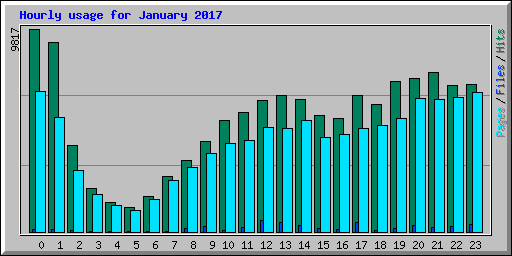 Hourly usage for January 2017
9817
Pages/Files/Hits
0 1 2 3 4 5 6 7 8 9 10 11 12 13 14 15 16 17 18 19 20 21 22 23